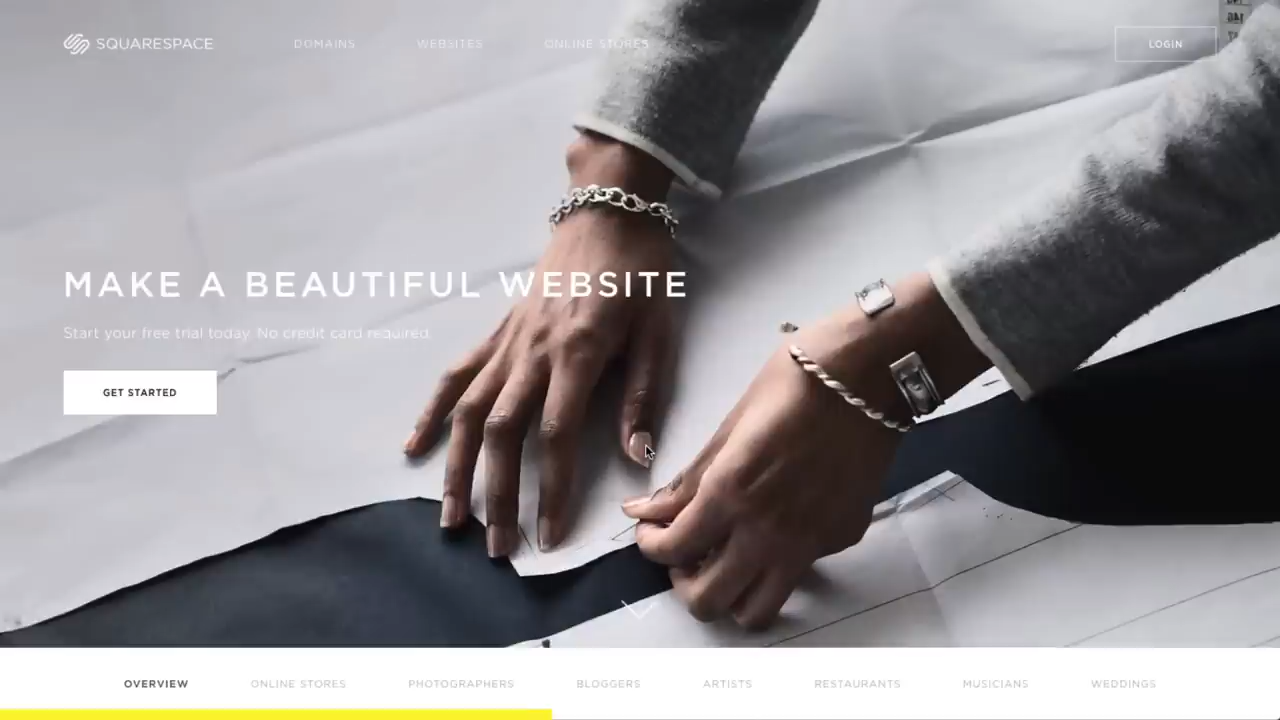 SQUARESPACE DOMAINS WEBSITES ONLINE STORES LOGIN
MAKE A BEAUTIFUL WEBSITE
Start your free trial today. No credit card required.
GET STARTED
OVERVIEW ONLINE STORES PHOTOGRAPHERS BLOGGERS ARTISTS RESTAURANTS MUSICIANS WEDDINGS